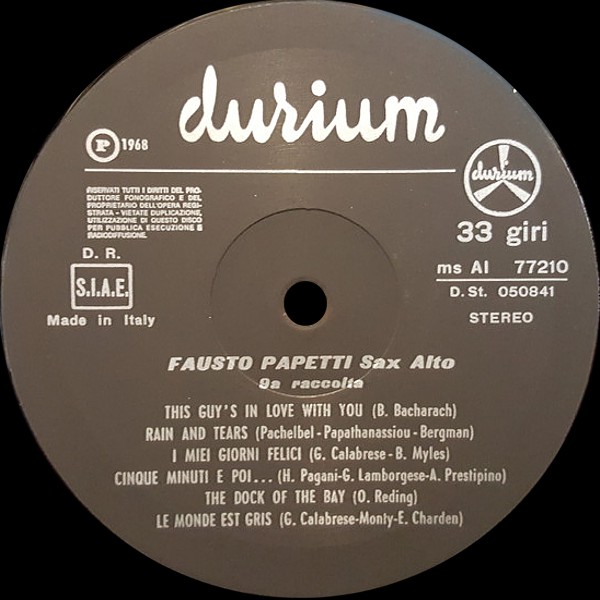 durium
P 1968
durium
RISERVATI TUTTI I DIRITTI DEL PRO-
DUTTORE FONOGRAFICO E DEL
PROPRIETARIO DELL'OPERA REGI-
STRATA - VIETATE DUPLICAZIONE,
UTILIZZAZIONE DI QUESTO DISCO
PER PUBBLICA ESECUZIONE E
RADIODIFFUSIONE.
33 giri
D. R.
S.I.A.E.
ms AI 77210
D. St. 050841
Made in Italy
STEREO
FAUSTO PAPETTI Sax Alto
9a raccolta
THIS GUY'S IN LOVE WITH YOU (B. Bacharach)
RAIN AND TEARS (Pachelbel - Papathanassiou - Bergman)
I MIEI GIORNI FELICI (G. Calabrese - B. Myles)
CINQUE MINUTI E POI... (H. Pagani-G. Lamborgese-A. Prestipino)
THE DOCK OF THE BAY (O. Reding)
LE MONDE EST GRIS (G. Calabrese-Monty-E. Charden)